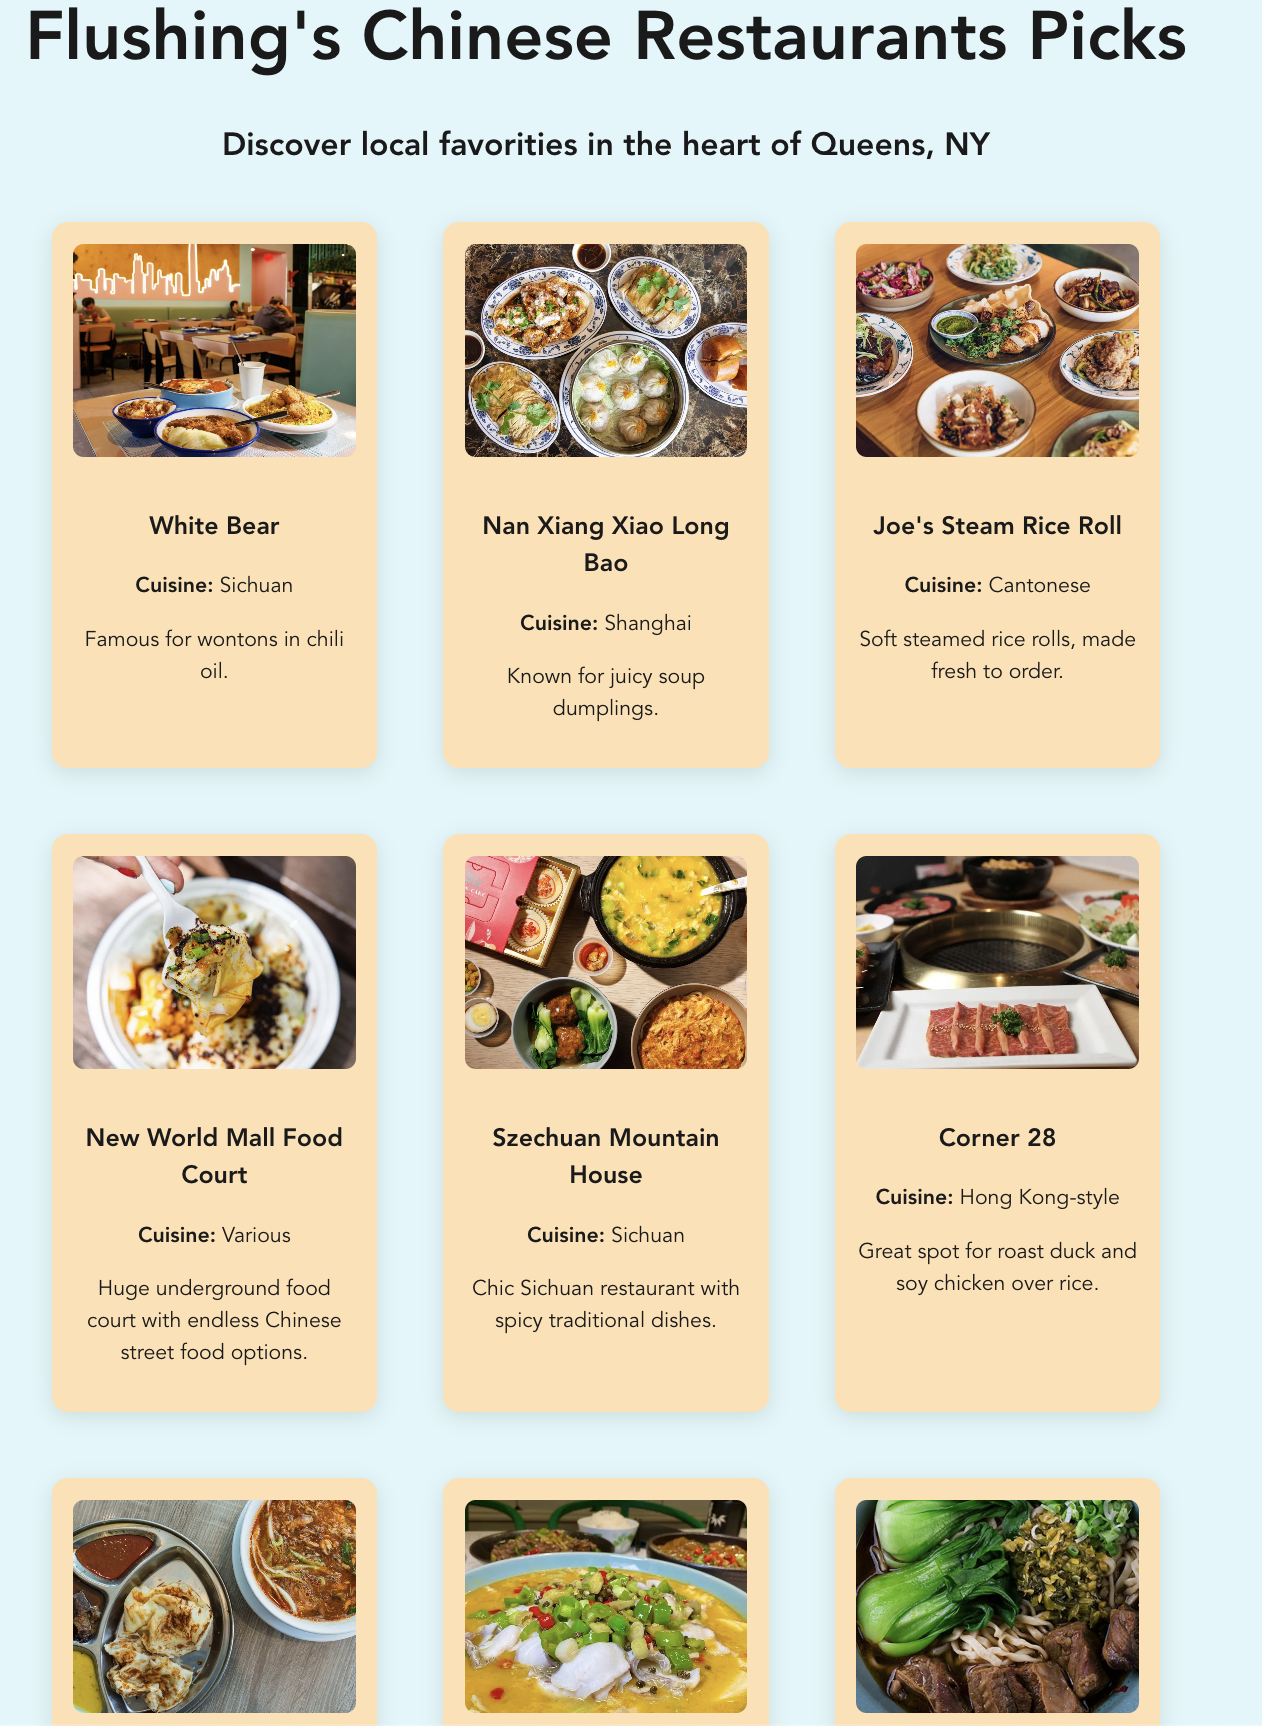 Flushing's Chinese Restaurants Picks
Discover local favorities in the heart of Queens, NY
White Bear
Cuisine: Sichuan
Famous for wontons in chili
oil.
Nan Xiang Xiao Long
Bao
Cuisine: Shanghai
Known for juicy soup
dumplings.
Joe's Steam Rice Roll
Cuisine: Cantonese
Soft steamed rice rolls, made
fresh to order.
New World Mall Food
Court
Cuisine: Various
Huge underground food
court with endless Chinese
street food options.
Szechuan Mountain
House
Cuisine: Sichuan
Chic Sichuan restaurant with
spicy traditional dishes.
Corner 28
Cuisine: Hong Kong-style
Great spot for roast duck and
soy chicken over rice.